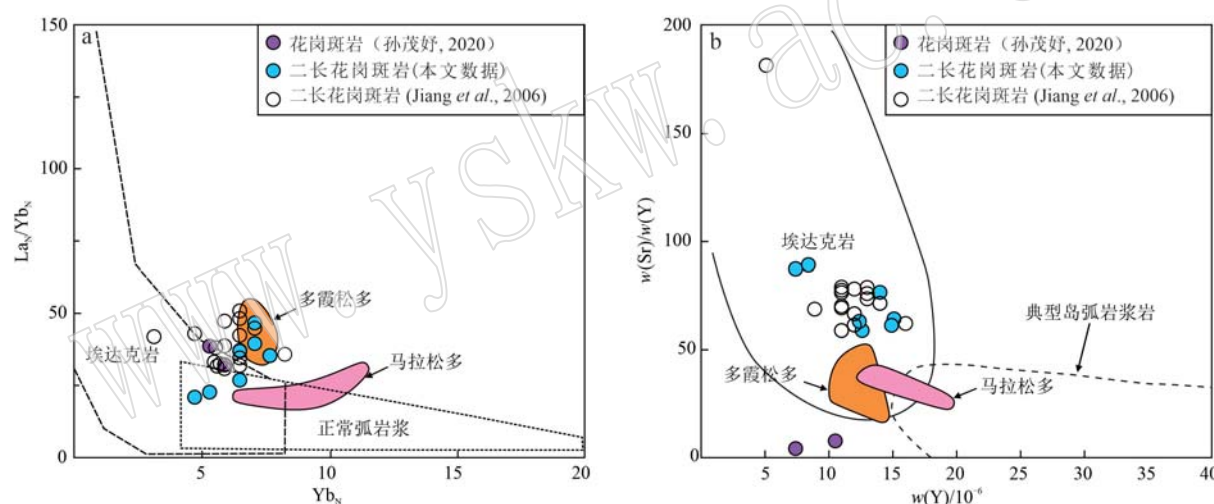 a
150
100
50
0
5
10
15
20
La_N/Yb_N
Yb_N
花岗斑岩（孙茂妤, 2020）
二长花岗斑岩(本文数据)
二长花岗斑岩 (Jiang et al., 2006)
多霞松多
埃达克岩
马拉松多
正常弧岩浆
b
200
150
100
50
0
5
10
15
20
25
30
35
40
w(Sr)/w(Y)
w(Y)/10⁻⁶
花岗斑岩（孙茂妤, 2020）
二长花岗斑岩(本文数据)
二长花岗斑岩 (Jiang et al., 2006)
埃达克岩
典型岛弧岩浆岩
多霞松多
马拉松多
www.yskw.ac.